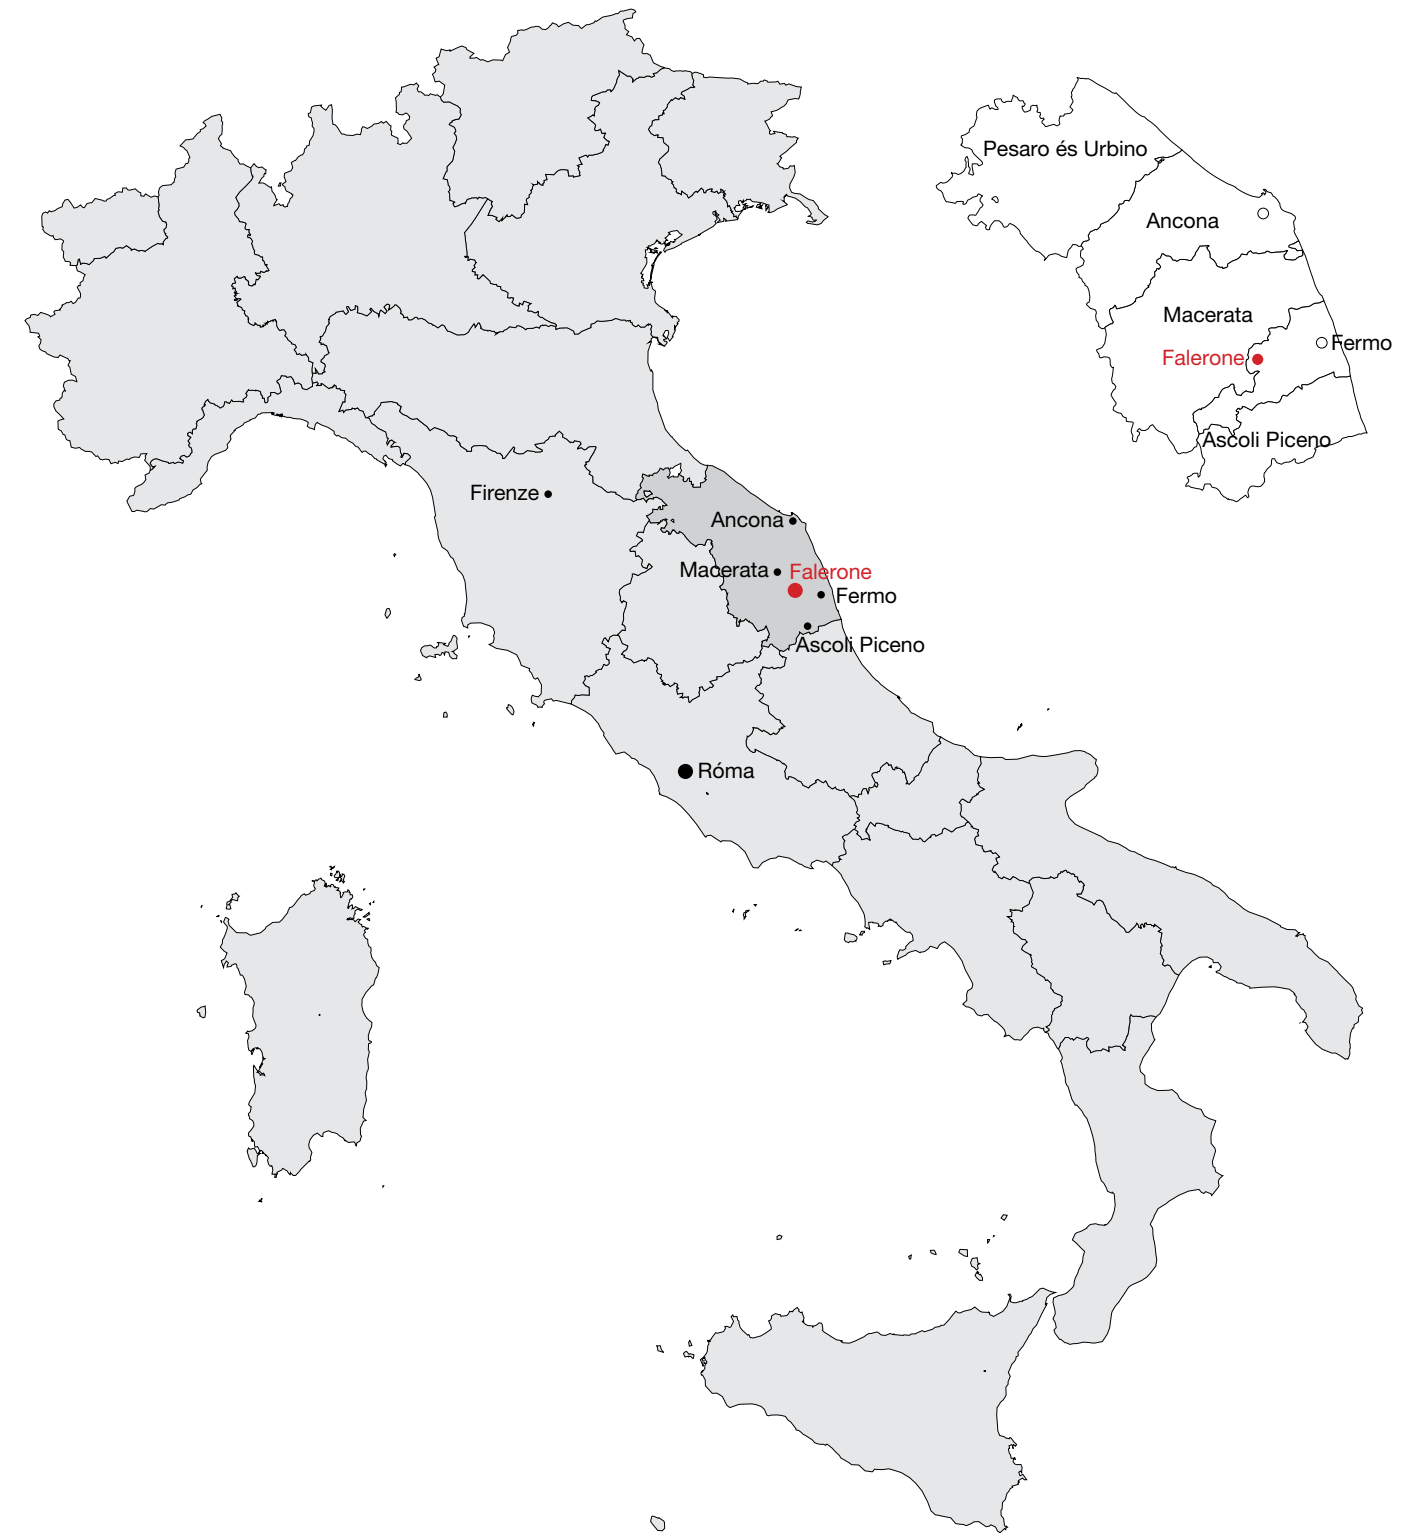 Pesaro és Urbino
Ancona
Macerata
Fermo
Falerone
Ascoli Piceno
Firenze
Ancona
Macerata
Falerone
Fermo
Ascoli Piceno
Róma